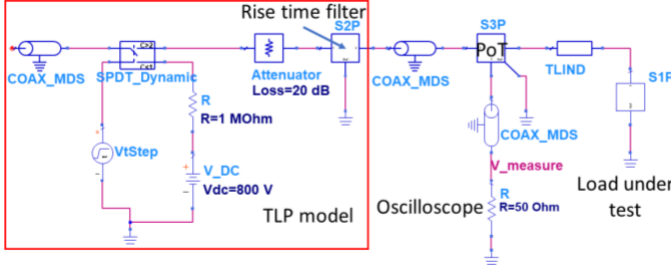 Rise time filter
S2P
S3P
PoT
COAX_MDS
SPDT_Dynamic
Attenuator
Loss=20 dB
COAX_MDS
TLIND
S1P
R
R=1 MOhm
COAX_MDS
VtStep
V_DC
Vdc=800 V
V_measure
Load under
test
TLP model
Oscilloscope
R
R=50 Ohm